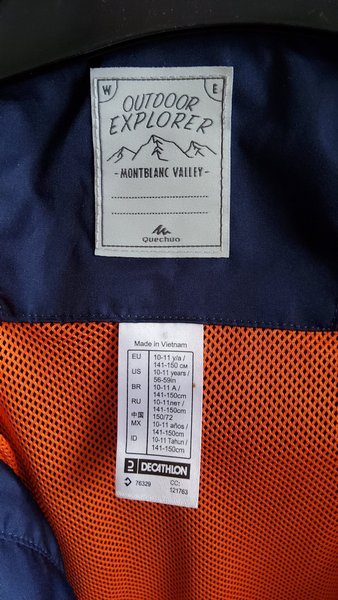 W E
OUTDOOR
EXPLORER
- MONTBLANC VALLEY -
Quechua
Made in Vietnam
EU 10-11 y/a /
141-150 см
US 10-11 years /
56-59in
BR 10-11 A /
141-150cm
RU 10-11лет /
141-150cm
中国 150/72
MX 10-11 años /
141-150cm
ID 10-11 Tahun /
141-150cm
DECATHLON
76329 CC:
121763